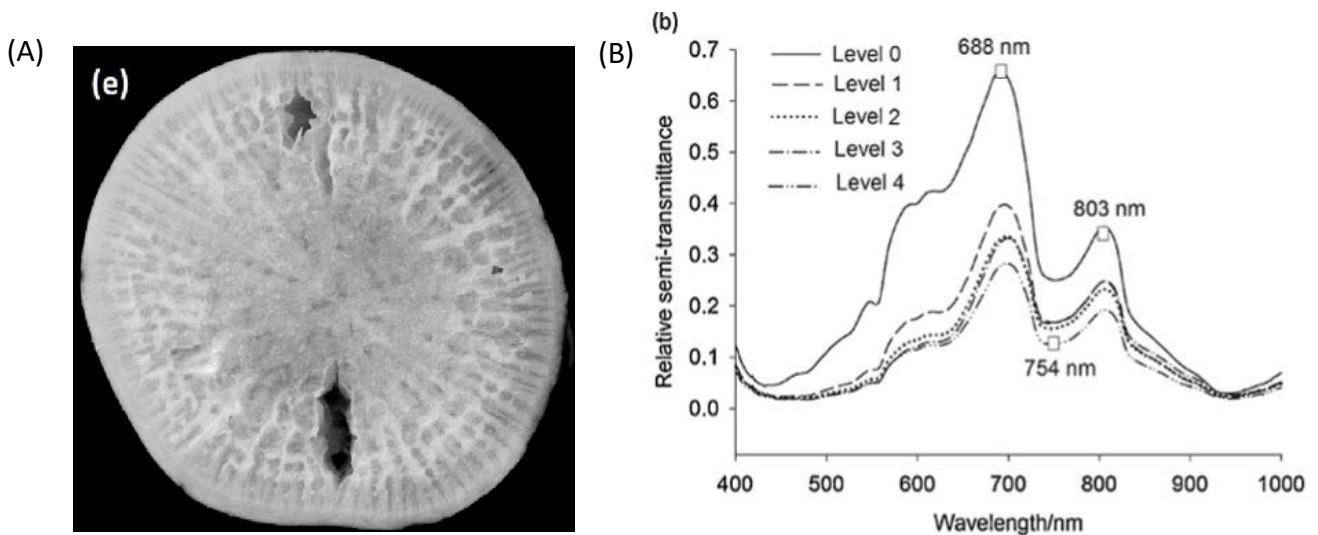 (A)
(e)
(B)
(b)
Relative semi-transmittance
0.7
0.6
0.5
0.4
0.3
0.2
0.1
0.0
Level 0
Level 1
Level 2
Level 3
Level 4
688 nm
803 nm
754 nm
400 500 600 700 800 900 1000
Wavelength/nm